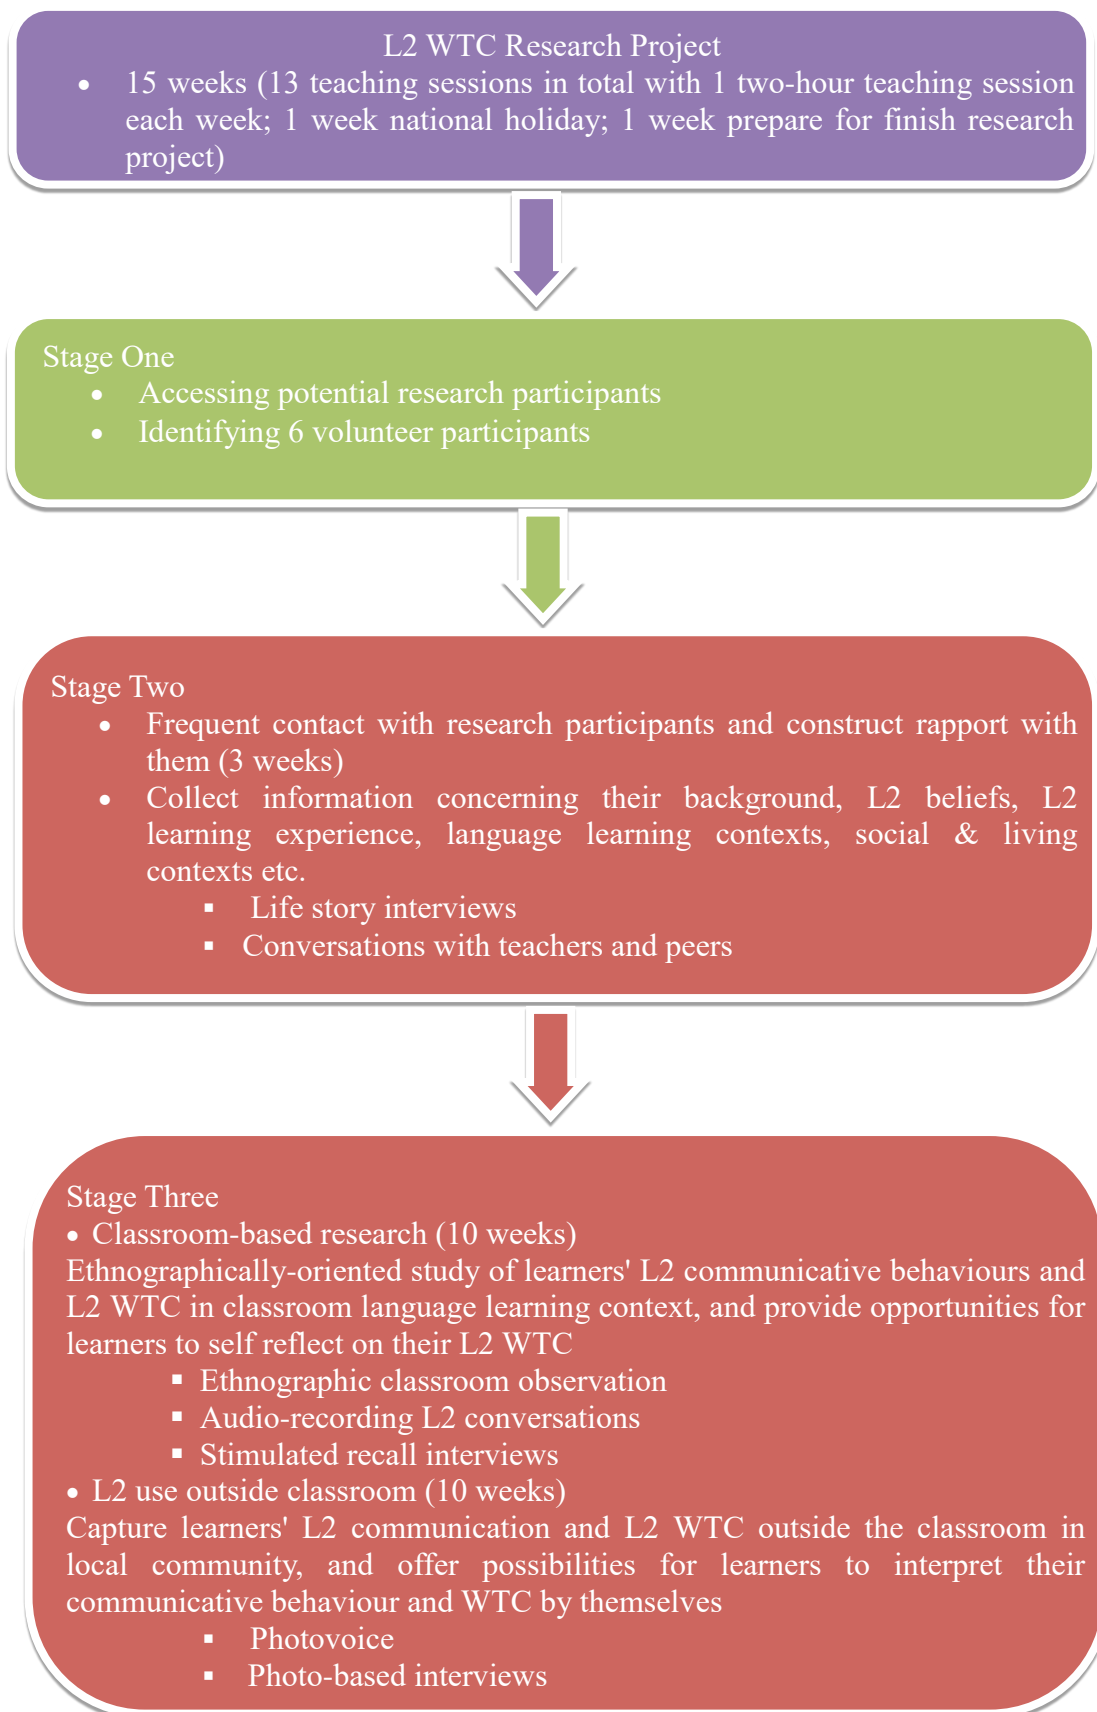 L2 WTC Research Project
• 15 weeks (13 teaching sessions in total with 1 two-hour teaching session
each week; 1 week national holiday; 1 week prepare for finish research
project)
Stage One
• Accessing potential research participants
• Identifying 6 volunteer participants
Stage Two
• Frequent contact with research participants and construct rapport with
them (3 weeks)
• Collect information concerning their background, L2 beliefs, L2
learning experience, language learning contexts, social & living
contexts etc.
▪ Life story interviews
▪ Conversations with teachers and peers
Stage Three
• Classroom-based research (10 weeks)
Ethnographically-oriented study of learners' L2 communicative behaviours and
L2 WTC in classroom language learning context, and provide opportunities for
learners to self reflect on their L2 WTC
▪ Ethnographic classroom observation
▪ Audio-recording L2 conversations
▪ Stimulated recall interviews
• L2 use outside classroom (10 weeks)
Capture learners' L2 communication and L2 WTC outside the classroom in
local community, and offer possibilities for learners to interpret their
communicative behaviour and WTC by themselves
▪ Photovoice
▪ Photo-based interviews